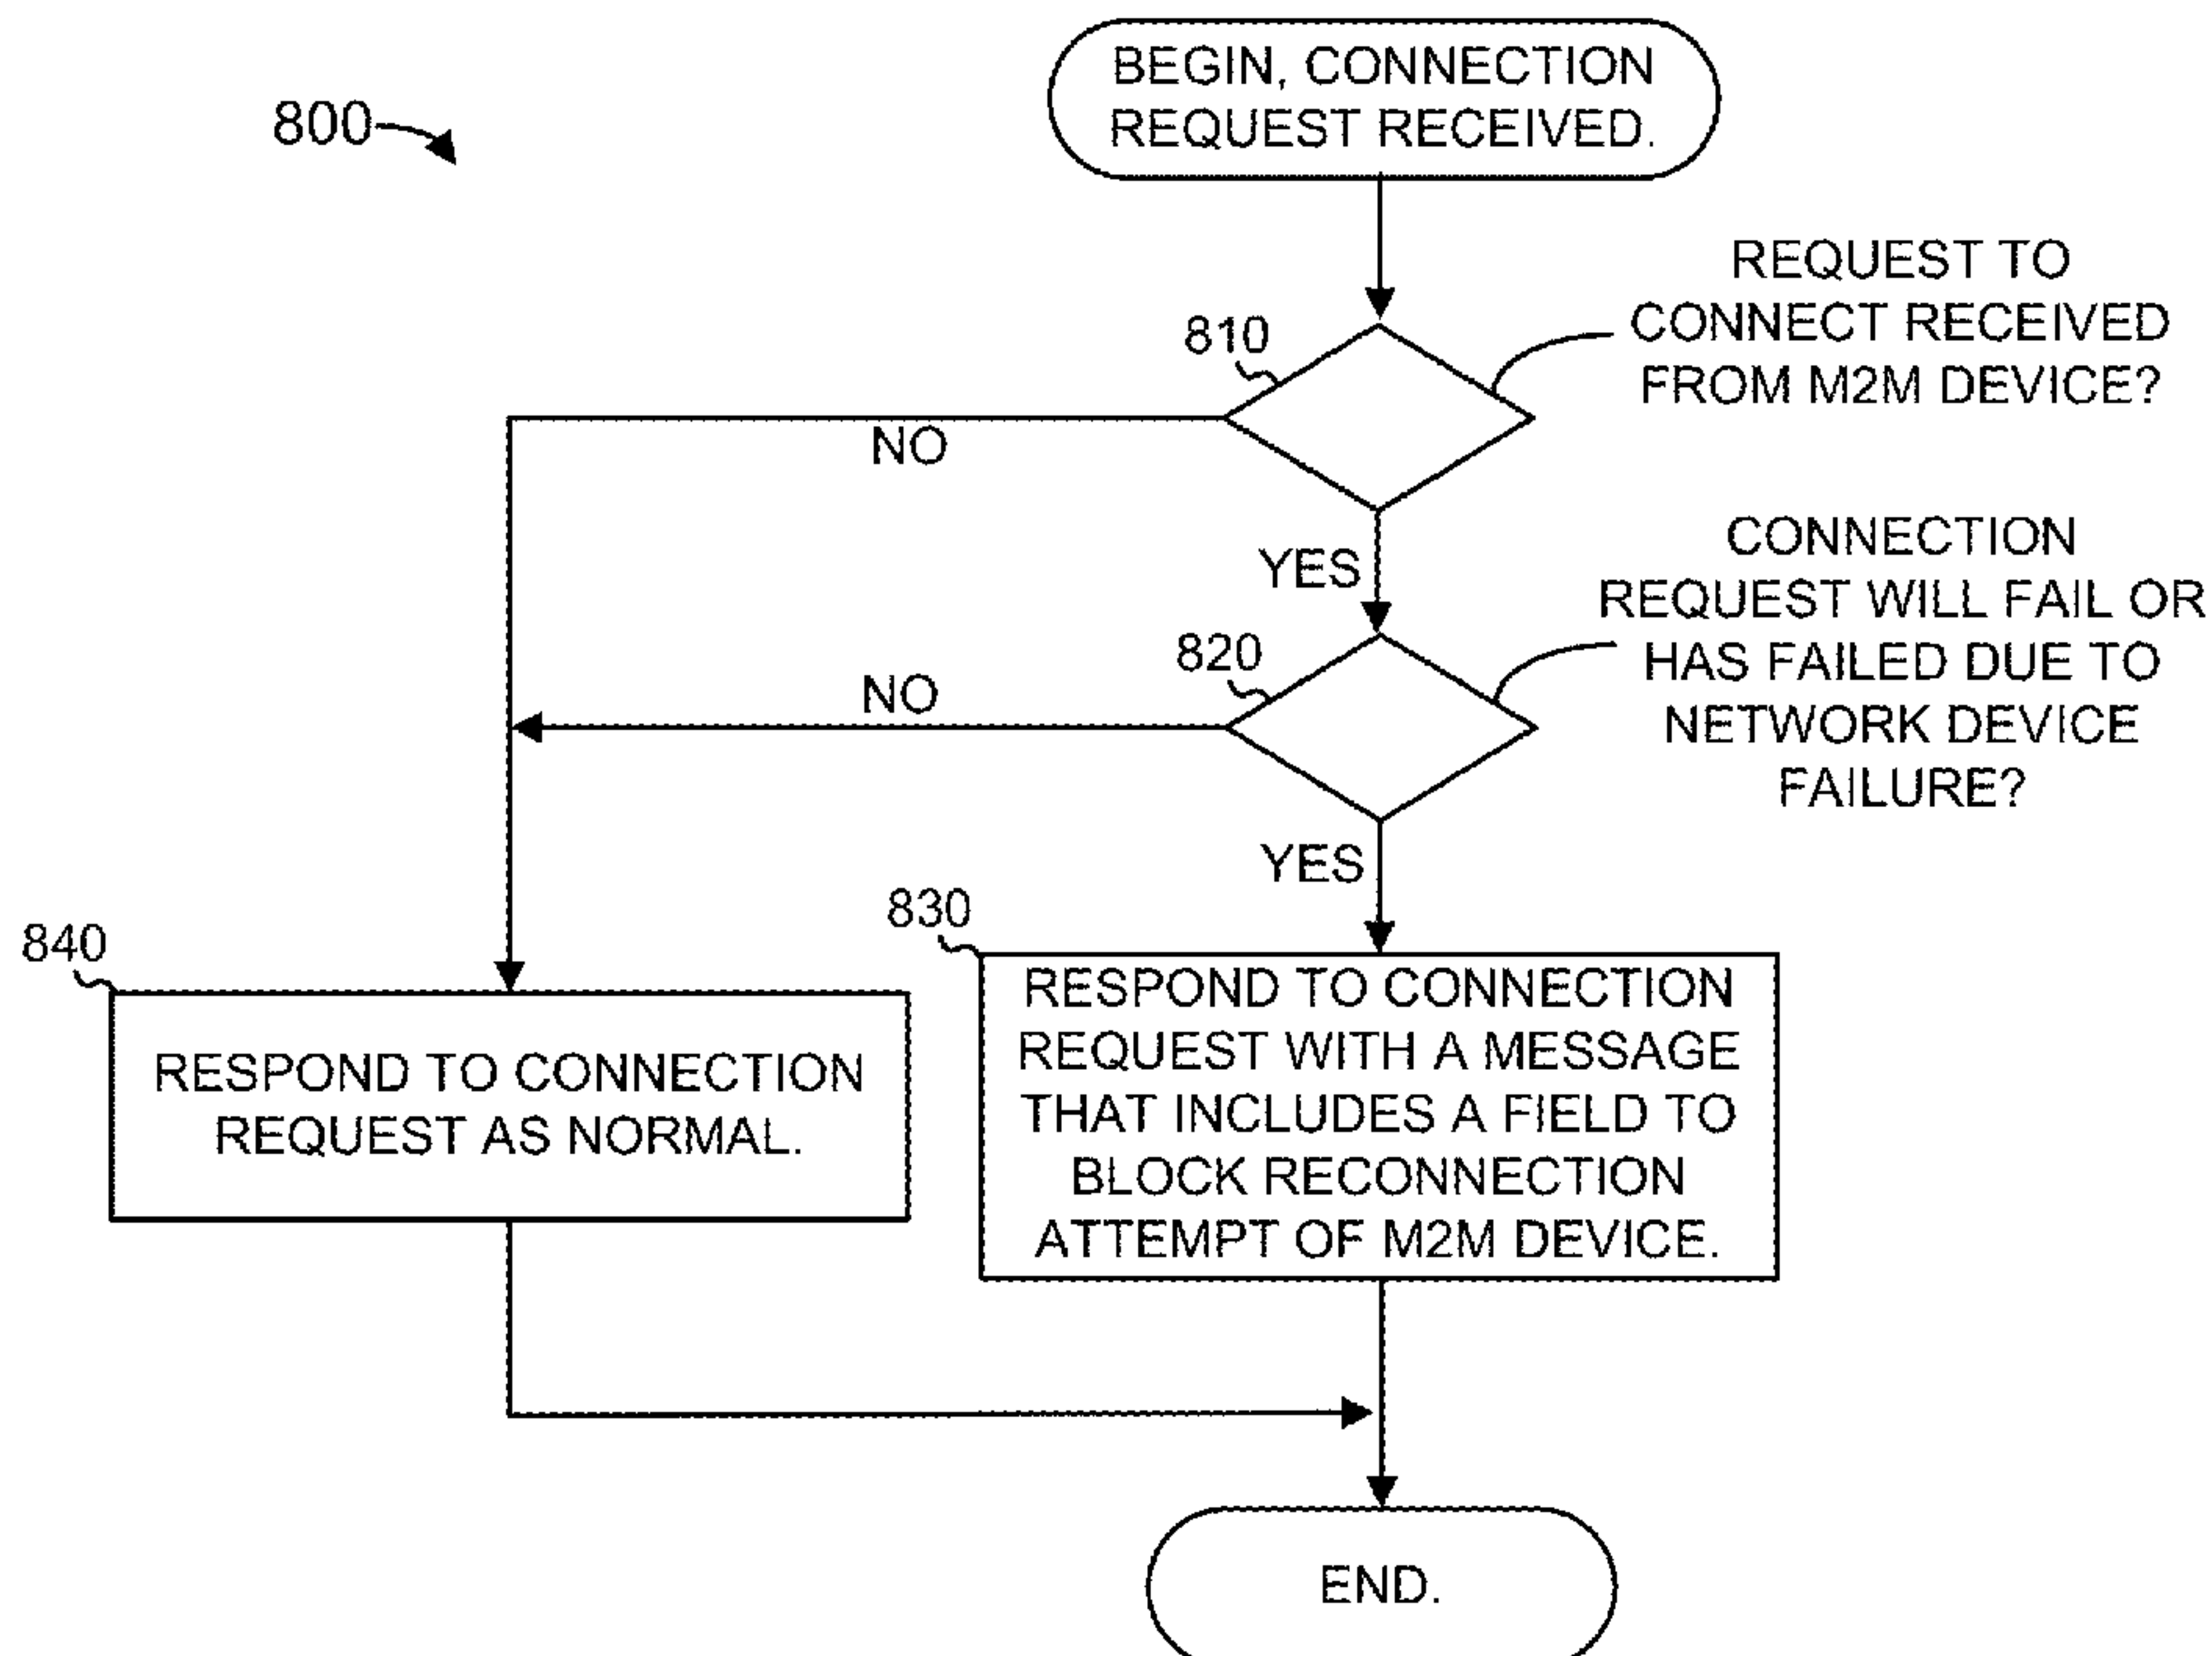 BEGIN, CONNECTION
REQUEST RECEIVED.
800
REQUEST TO
CONNECT RECEIVED
FROM M2M DEVICE?
810
NO
YES
CONNECTION
REQUEST WILL FAIL OR
HAS FAILED DUE TO
NETWORK DEVICE
FAILURE?
820
NO
YES
830
RESPOND TO CONNECTION
REQUEST WITH A MESSAGE
THAT INCLUDES A FIELD TO
BLOCK RECONNECTION
ATTEMPT OF M2M DEVICE.
840
RESPOND TO CONNECTION
REQUEST AS NORMAL.
END.